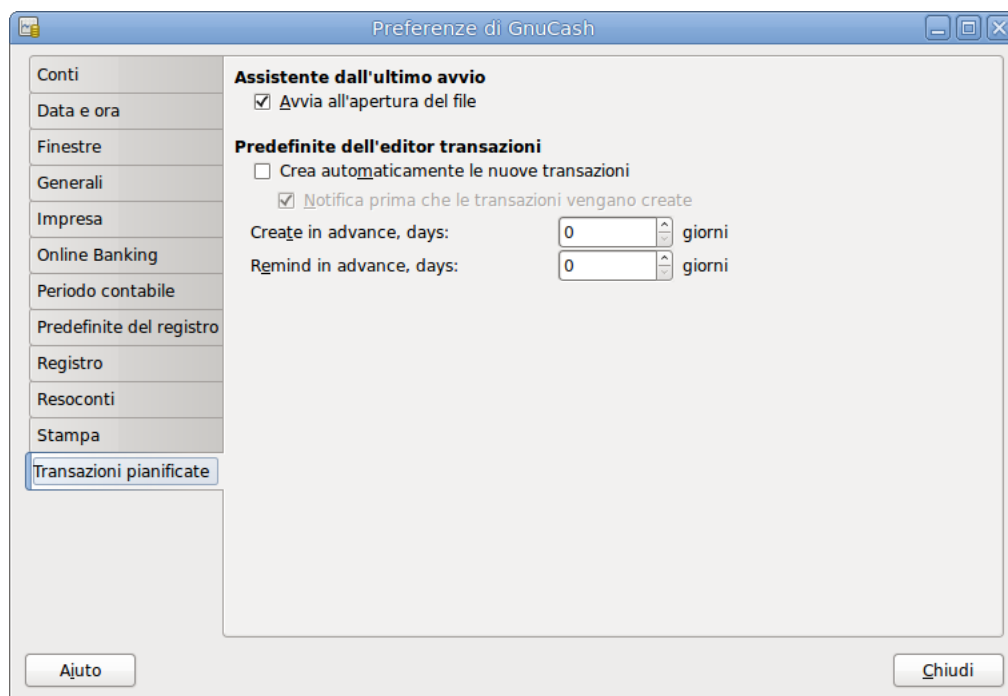 Preferenze di GnuCash
Conti
Data e ora
Finestre
Generali
Impresa
Online Banking
Periodo contabile
Predefinite del registro
Registro
Resoconti
Stampa
Transazioni pianificate
Assistente dall'ultimo avvio
Avvia all'apertura del file
Predefinite dell'editor transazioni
Crea automaticamente le nuove transazioni
Notifica prima che le transazioni vengano create
Create in advance, days: 0 giorni
Remind in advance, days: 0 giorni
Aiuto
Chiudi